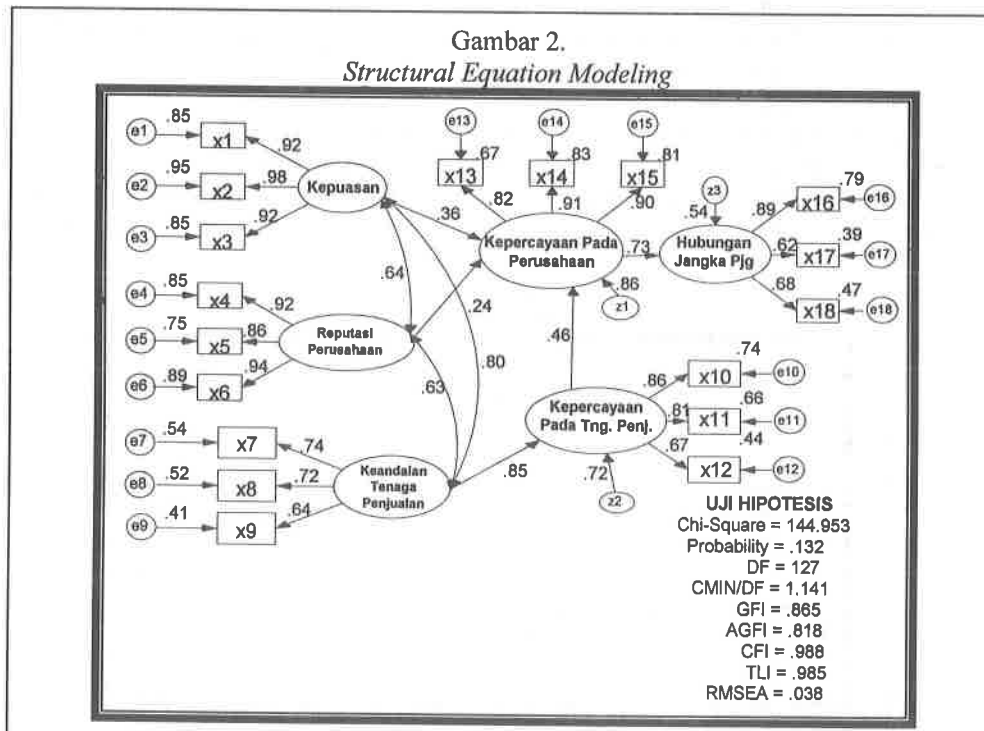 Gambar 2.
Structural Equation Modeling
e1 .85 x1 .92
e2 .95 x2 .98
e3 .85 x3 .92
Kepuasan
e4 .85 x4 .92
e5 .75 x5 .86
e6 .89 x6 .94
Reputasi
Perusahaan
e7 .54 x7 .74
e8 .52 x8 .72
e9 .41 x9 .64
Keandalan
Tenaga
Penjualan
.36
.64
.24
.80
.63
.85
e13 e14 e15
.67 .83 .81
x13 x14 x15
.82 .91 .90
Kepercayaan Pada
Perusahaan
.86
z1
.73
.46
z3
.54
Hubungan
Jangka Pjg
.89 x16 .79 e16
.62 x17 .39 e17
.68 x18 .47 e18
Kepercayaan
Pada Tng. Penj.
.72
z2
.86 x10 .74 e10
.81 x11 .66 e11
.67 x12 .44 e12
UJI HIPOTESIS
Chi-Square = 144.953
Probability = .132
DF = 127
CMIN/DF = 1.141
GFI = .865
AGFI = .818
CFI = .988
TLI = .985
RMSEA = .038